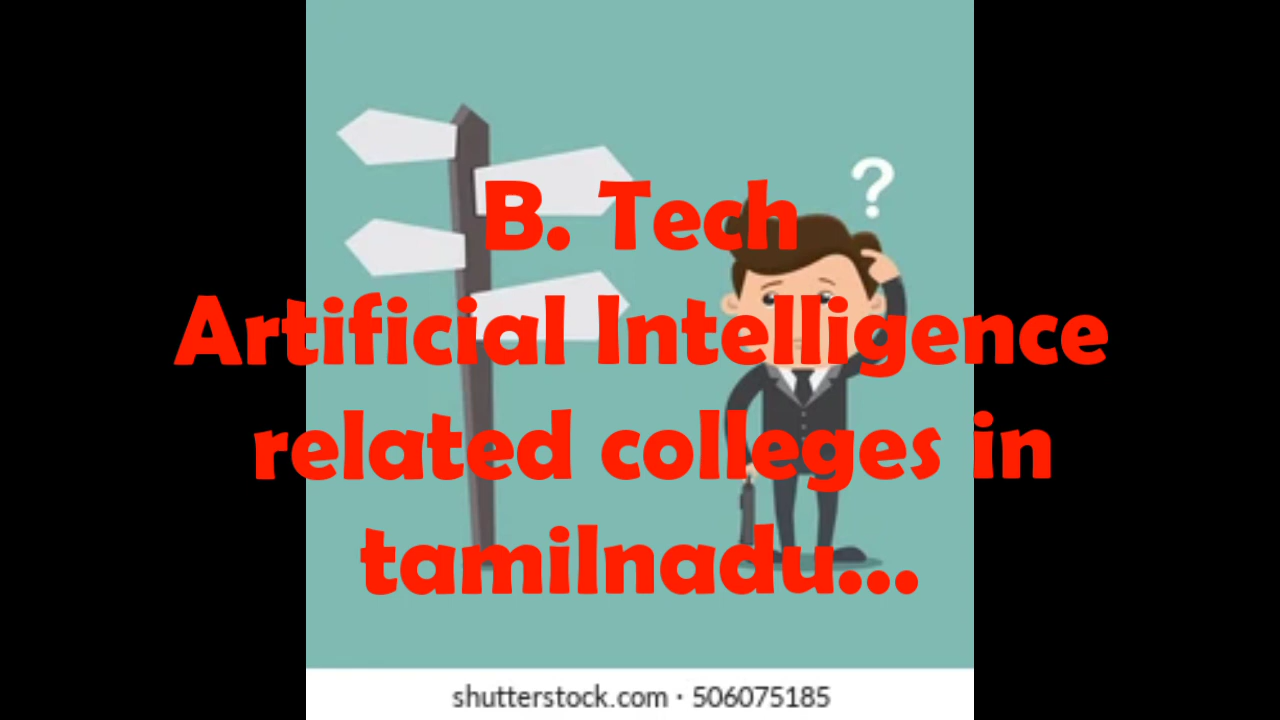 B. Tech
Artificial Intelligence
related colleges in
tamilnadu...
?
shutterstock.com · 506075185